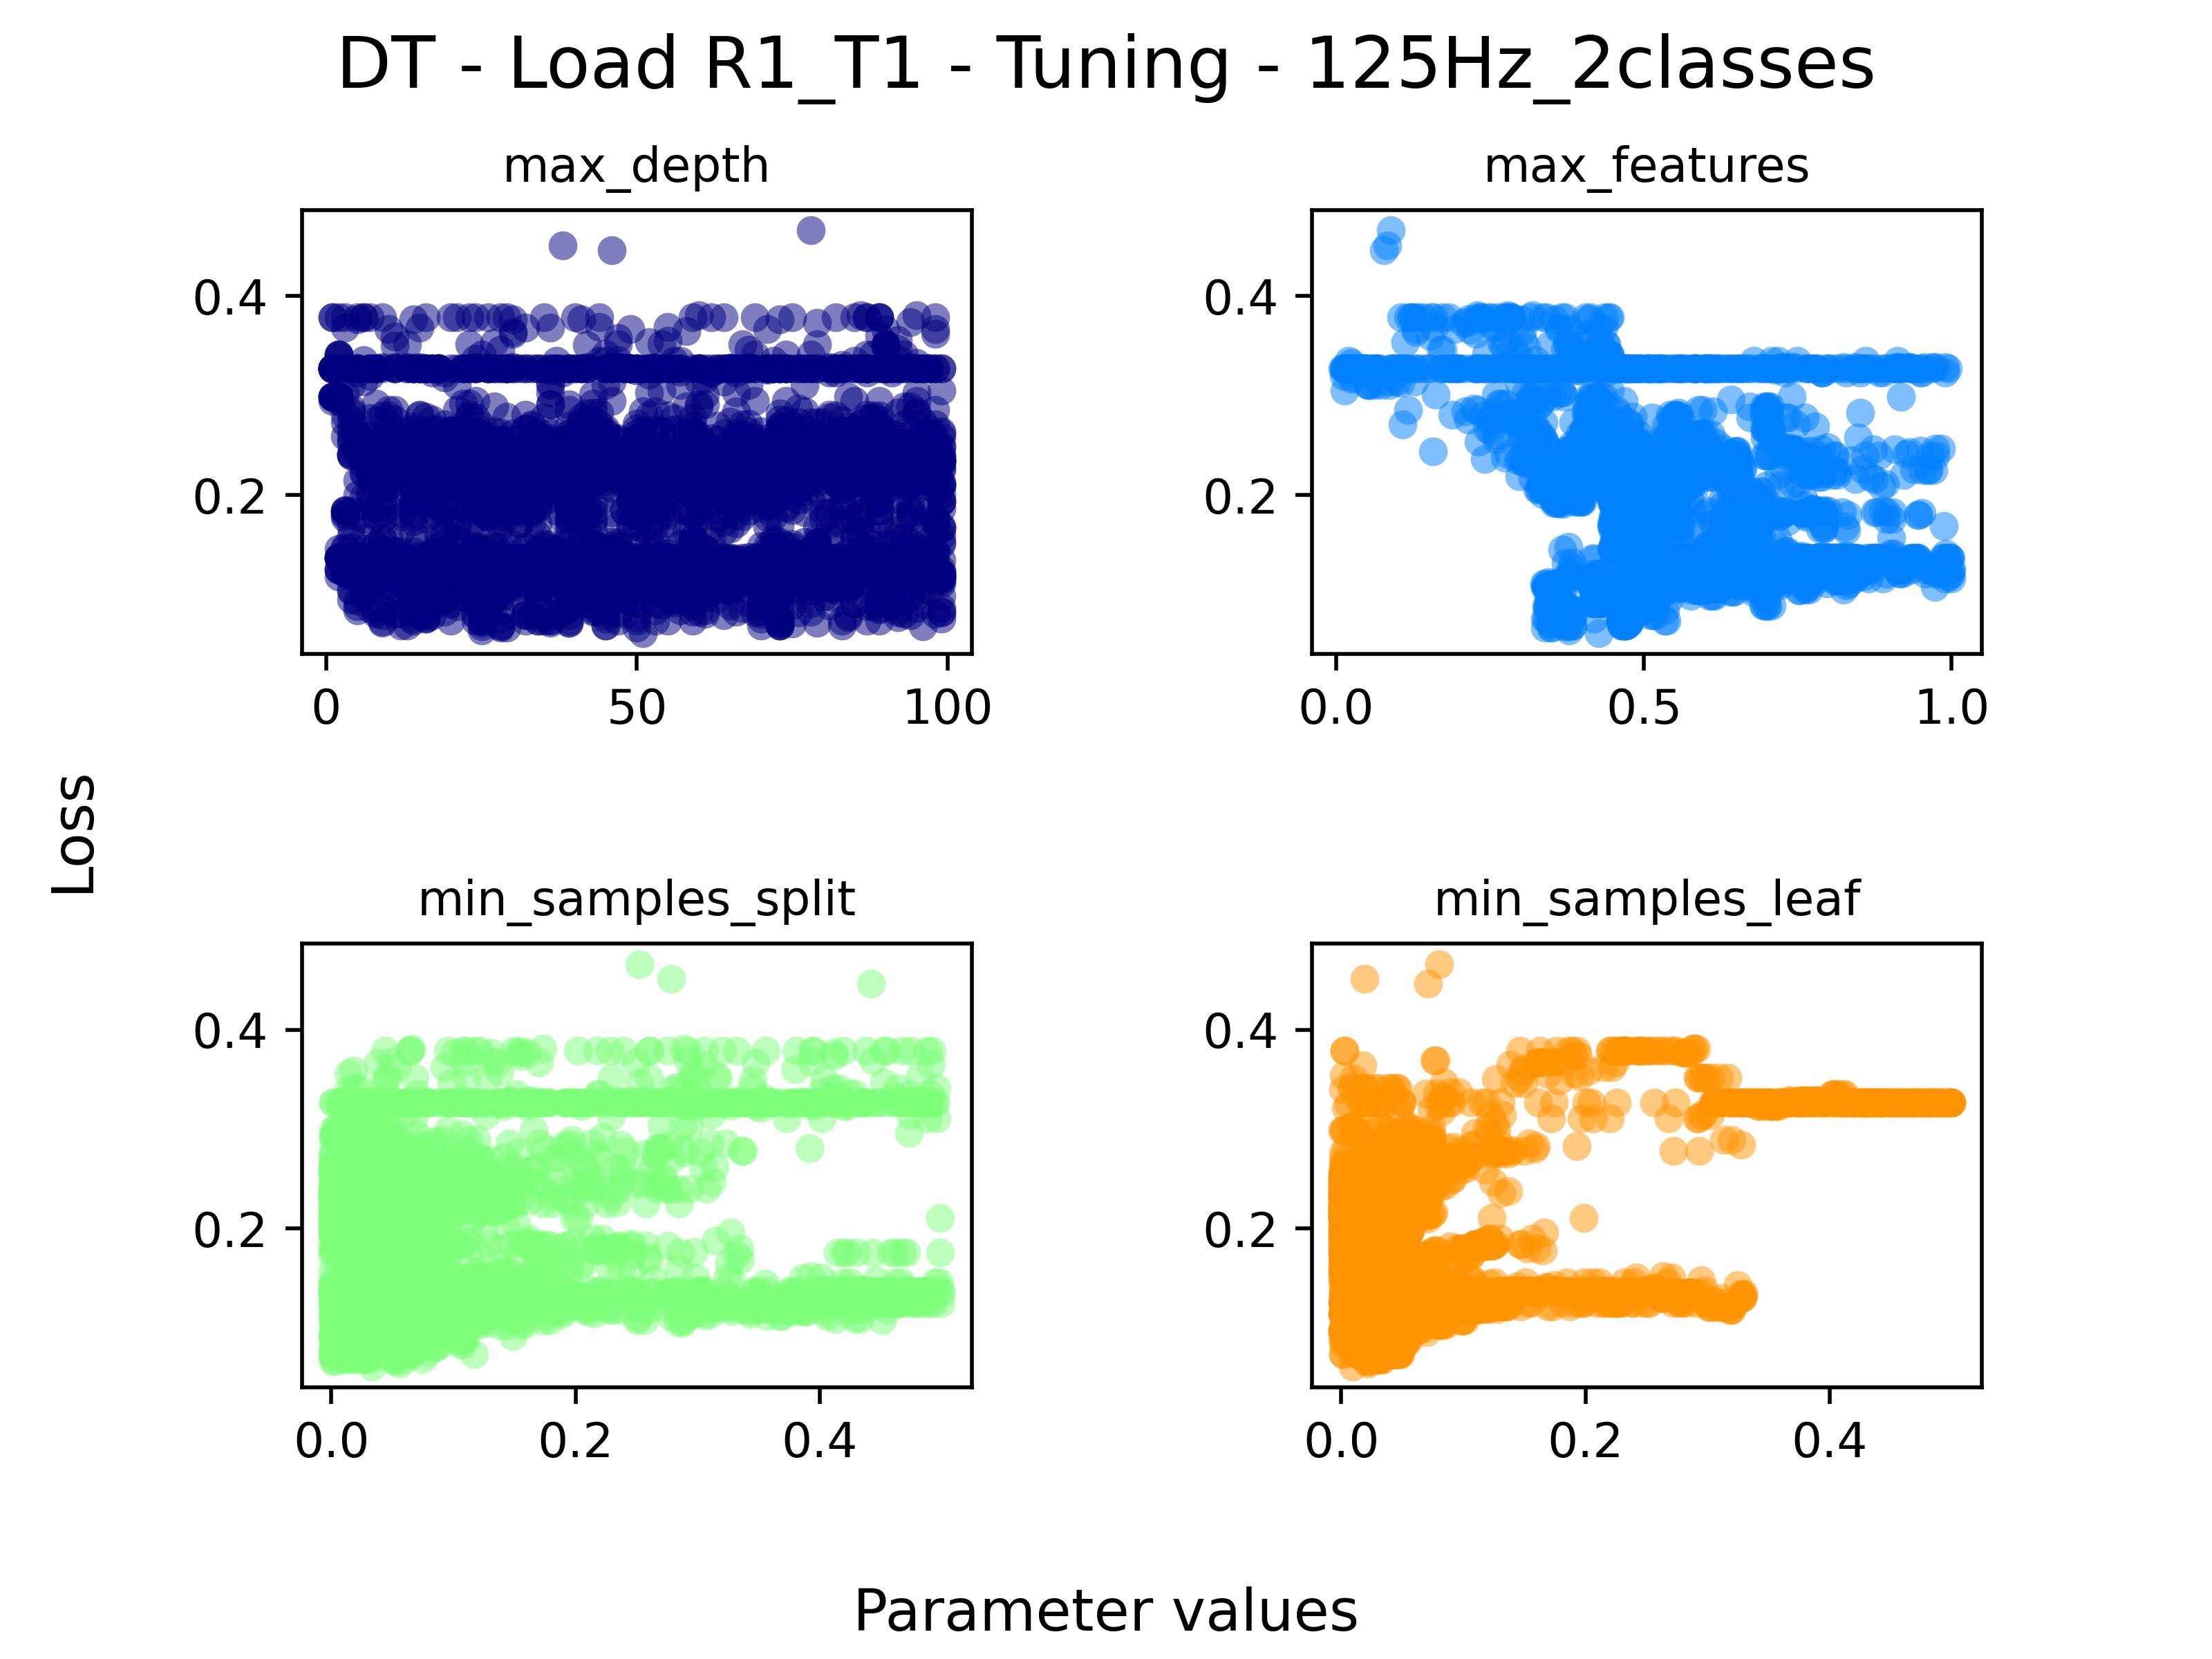 DT - Load R1_T1 - Tuning - 125Hz_2classes
max_depth
max_features
0.4
0.2
0 50 100
0.4
0.2
0.0 0.5 1.0
Loss
min_samples_split
min_samples_leaf
0.4
0.2
0.0 0.2 0.4
0.4
0.2
0.0 0.2 0.4
Parameter values